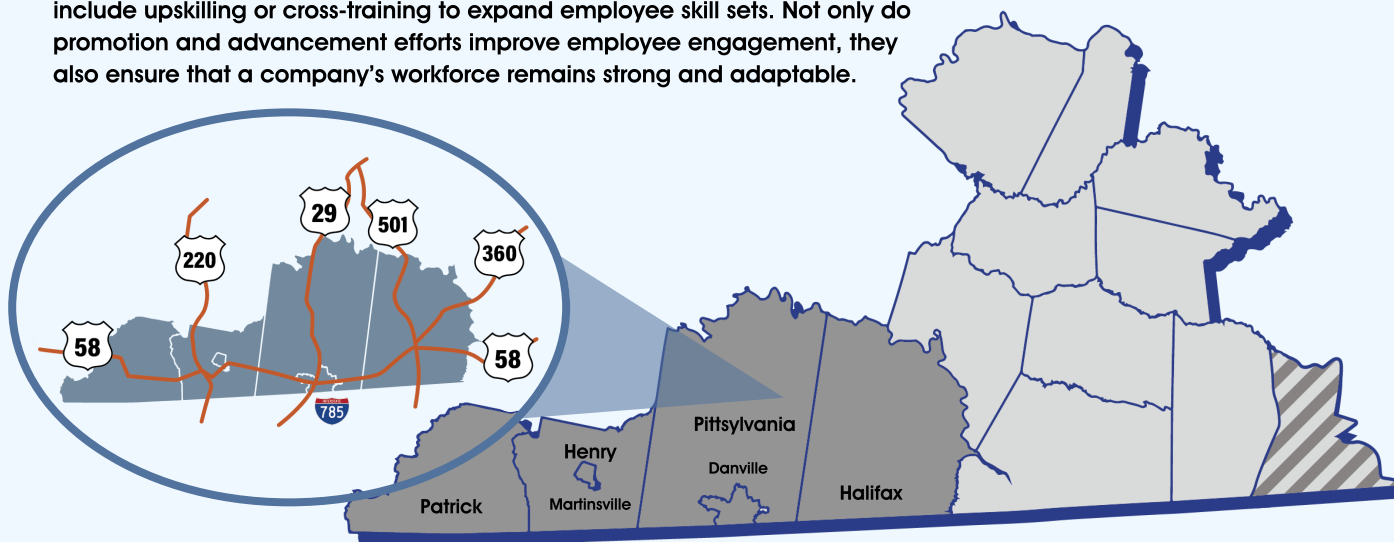 include upskilling or cross-training to expand employee skill sets. Not only do
promotion and advancement efforts improve employee engagement, they
also ensure that a company's workforce remains strong and adaptable.
29
501
220
360
58
58
785
Pittsylvania
Henry
Danville
Martinsville
Patrick
Halifax